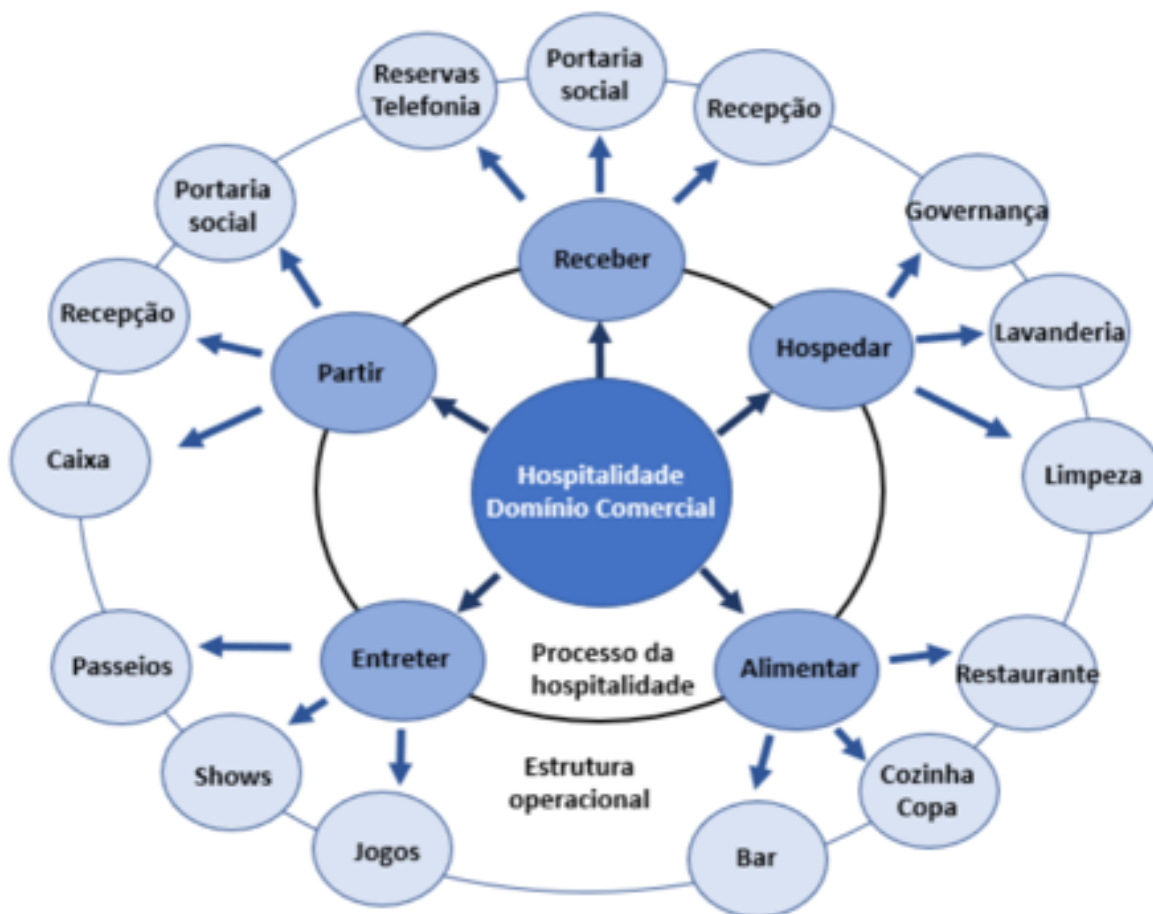 Reservas
Telefonia
Portaria
social
Recepção
Portaria
social
Governança
Receber
Recepção
Lavanderia
Hospedar
Partir
Caixa
Hospitalidade
Domínio Comercial
Limpeza
Passeios
Entreter
Processo da
hospitalidade
Alimentar
Restaurante
Shows
Estrutura
operacional
Cozinha
Copa
Jogos
Bar